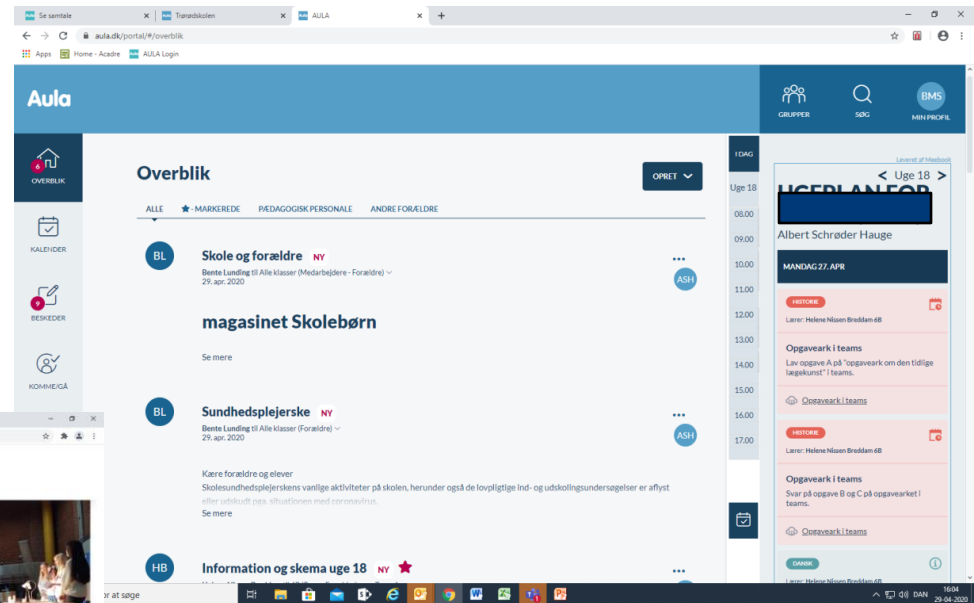 Se samtale
Trørødskolen
AULA
aula.dk/portal/#/overblik
Apps
Home - Acadre
AULA Login
Aula
GRUPPER
SØG
BMS
MIN PROFIL
6
OVERBLIK
KALENDER
9
BESKEDER
KOMME/GÅ
Overblik
OPRET
ALLE
- MARKEREDE
PÆDAGOGISK PERSONALE
ANDRE FORÆLDRE
BL
Skole og forældre NY
Bente Lunding til Alle klasser (Medarbejdere - Forældre)
29. apr. 2020
ASH
magasinet Skolebørn
Se mere
BL
Sundhedsplejerske NY
Bente Lunding til Alle klasser (Forældre)
29. apr. 2020
ASH
Kære forældre og elever
Skolesundhedsplejerskens vanlige aktiviteter på skolen, herunder også de lovpligtige ind- og udskolingsundersøgelser er aflyst
eller udskudt pga. situationen med coronavirus.
Se mere
HB
Information og skema uge 18 NY
I DAG
Uge 18
08.00
09.00
10.00
11.00
12.00
13.00
14.00
15.00
16.00
17.00
Leveret af Meebook
< Uge 18 >
UGEPLAN FOR
Albert Schrøder Hauge
MANDAG 27. APR
HISTORIE
Lærer: Helene Nissen Breddam 6B
Opgaveark i teams
Lav opgave A på "opgaveark om den tidlige
lægekunst" i teams.
Opgaveark i teams
HISTORIE
Lærer: Helene Nissen Breddam 6B
Opgaveark i teams
Svar på opgave B og C på opgavearket i
teams.
Opgaveark i teams
DANSK
Lærer: Helene Nissen Breddam 6B
or at søge
DAN
16:04
29-04-2020